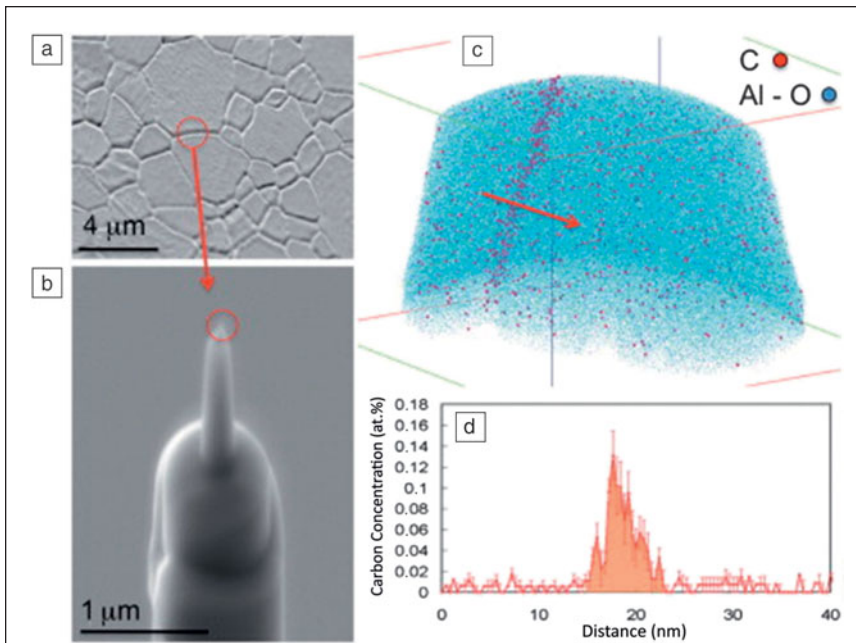 a
4 μm
b
1 μm
c
C
Al - O
d
Carbon Concentration (at.%)
0.18
0.16
0.14
0.12
0.10
0.08
0.06
0.04
0.02
0
0
10
20
30
40
Distance (nm)